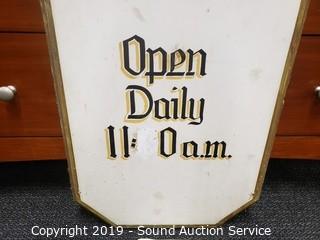 Open
Daily
11: 0 a.m.
Copyright 2019 - Sound Auction Service